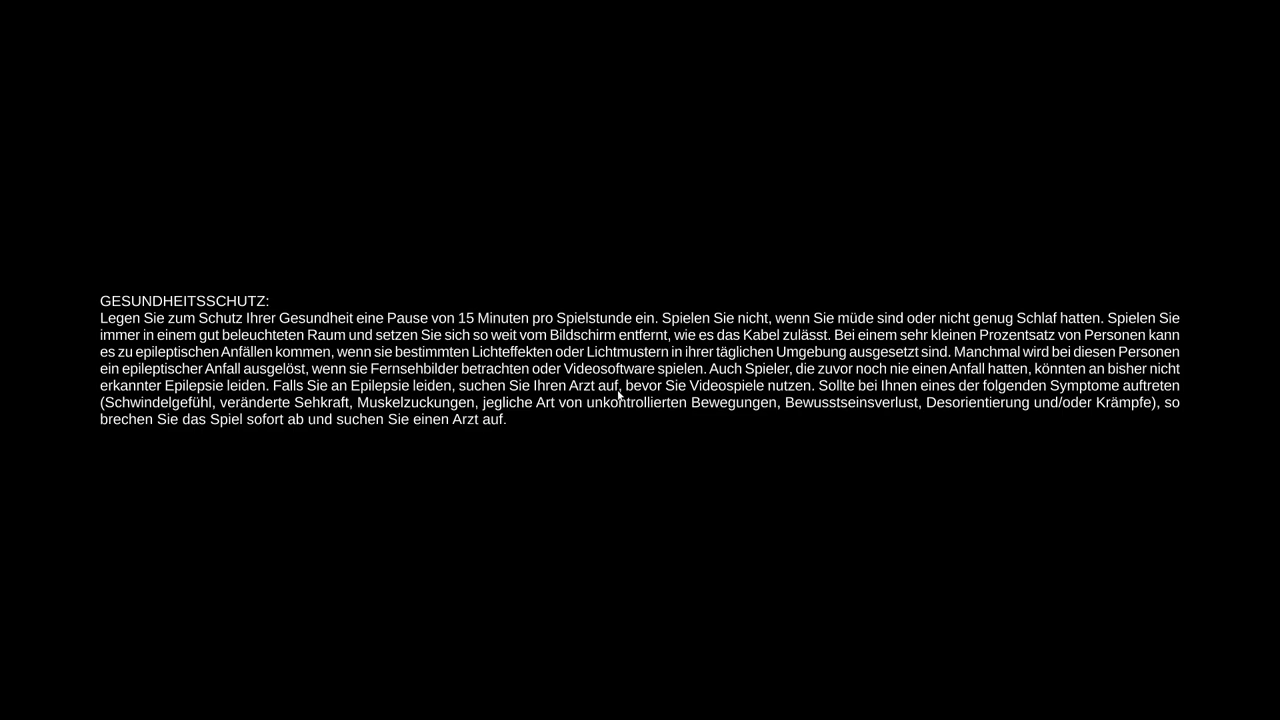 GESUNDHEITSSCHUTZ:
Legen Sie zum Schutz Ihrer Gesundheit eine Pause von 15 Minuten pro Spielstunde ein. Spielen Sie nicht, wenn Sie müde sind oder nicht genug Schlaf hatten. Spielen Sie
immer in einem gut beleuchteten Raum und setzen Sie sich so weit vom Bildschirm entfernt, wie es das Kabel zulässt. Bei einem sehr kleinen Prozentsatz von Personen kann
es zu epileptischen Anfällen kommen, wenn sie bestimmten Lichteffekten oder Lichtmustern in ihrer täglichen Umgebung ausgesetzt sind. Manchmal wird bei diesen Personen
ein epileptischer Anfall ausgelöst, wenn sie Fernsehbilder betrachten oder Videosoftware spielen. Auch Spieler, die zuvor noch nie einen Anfall hatten, könnten an bisher nicht
erkannter Epilepsie leiden. Falls Sie an Epilepsie leiden, suchen Sie Ihren Arzt auf, bevor Sie Videospiele nutzen. Sollte bei Ihnen eines der folgenden Symptome auftreten
(Schwindelgefühl, veränderte Sehkraft, Muskelzuckungen, jegliche Art von unkontrollierten Bewegungen, Bewusstseinsverlust, Desorientierung und/oder Krämpfe), so
brechen Sie das Spiel sofort ab und suchen Sie einen Arzt auf.